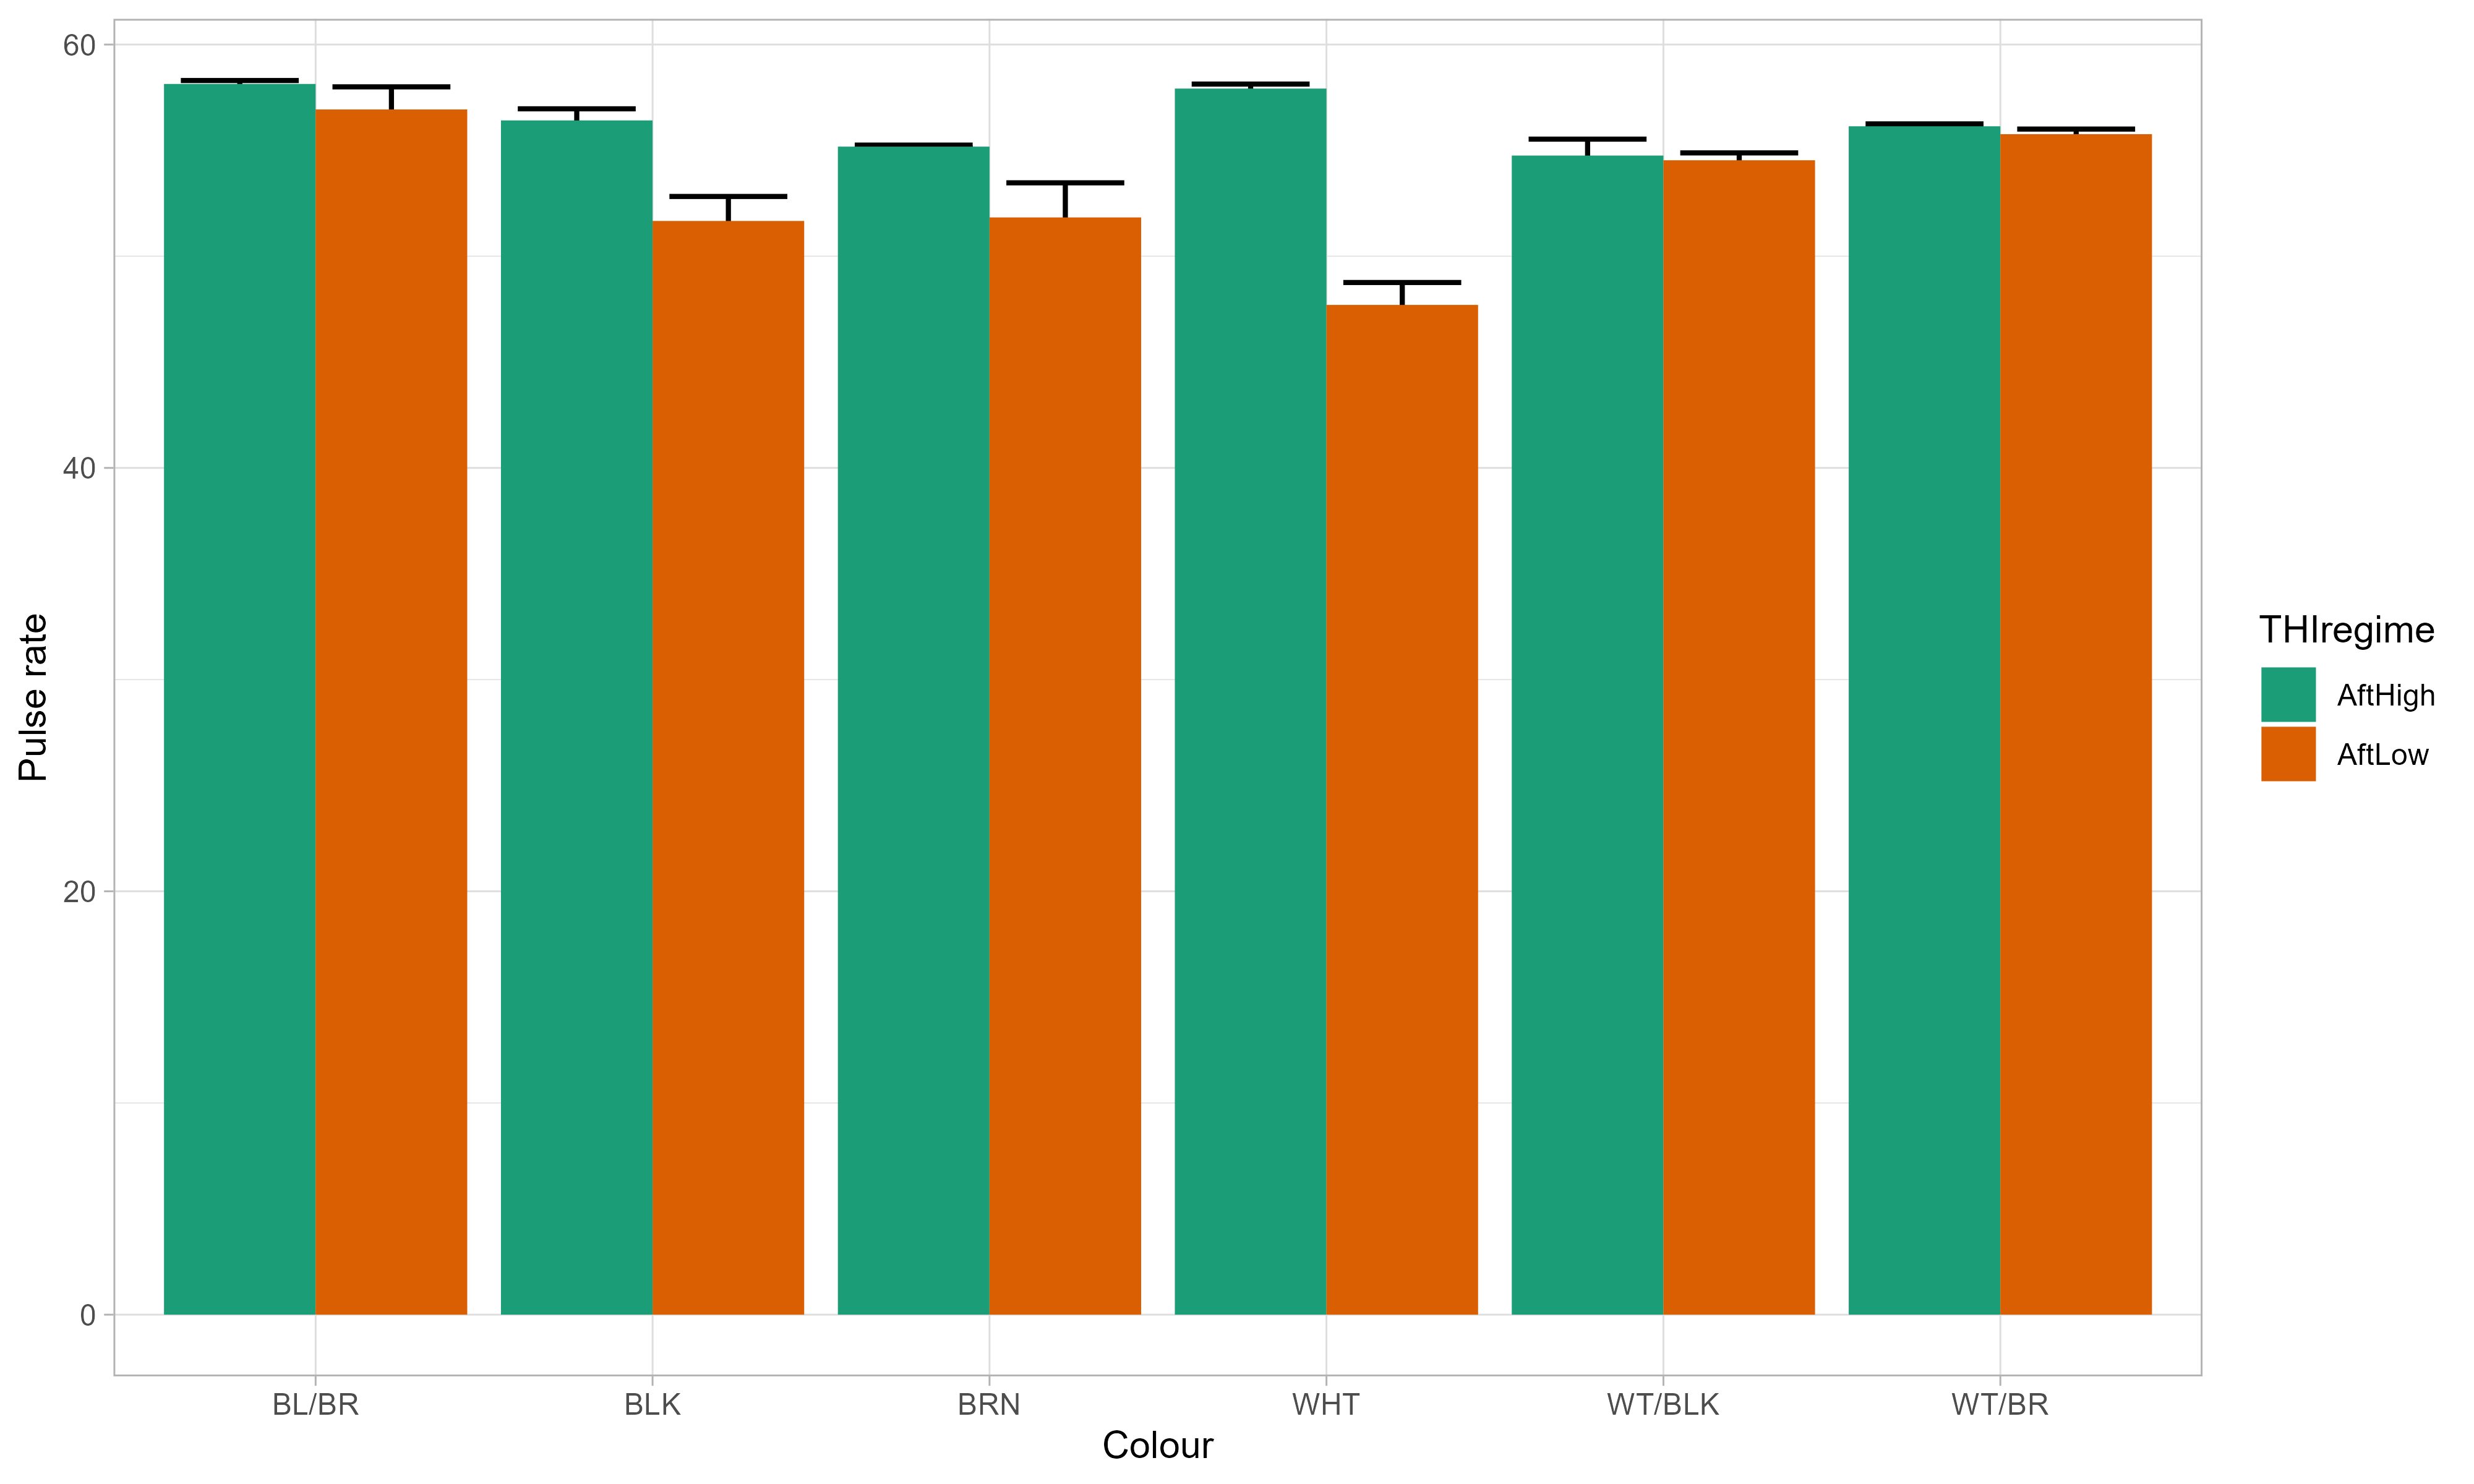 60
40
20
0
Pulse rate
BL/BR BLK BRN WHT WT/BLK WT/BR
Colour
THIregime
AftHigh
AftLow